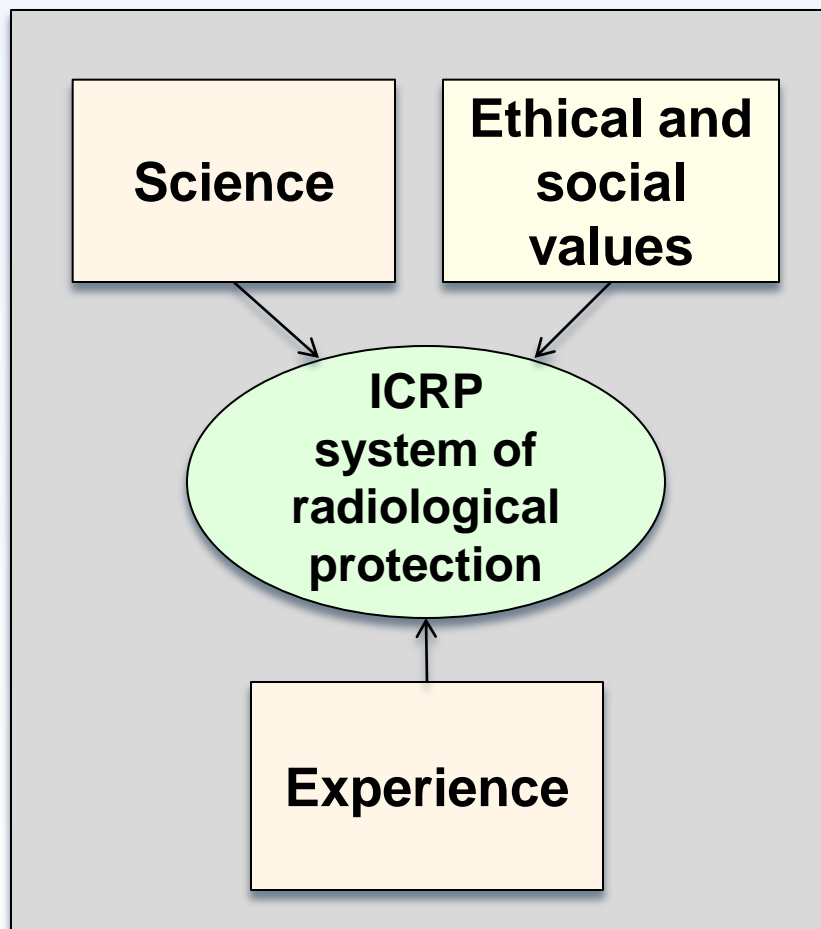 Science
Ethical and
social
values
ICRP
system of
radiological
protection
Experience